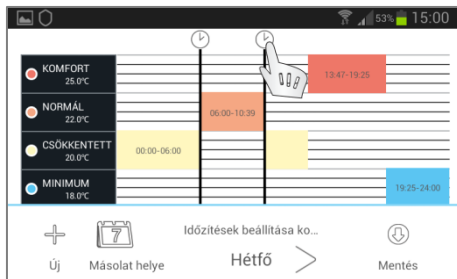 53% 15:00
KOMFORT
25.0°C
13:47-19:25
NORMÁL
22.0°C
06:00-10:39
CSÖKKENTETT
20.0°C
00:00-06:00
MINIMUM
18.0°C
19:25-24:00
7
Időzítések beállítása ko...
Új
Másolat helye
Hétfő
Mentés